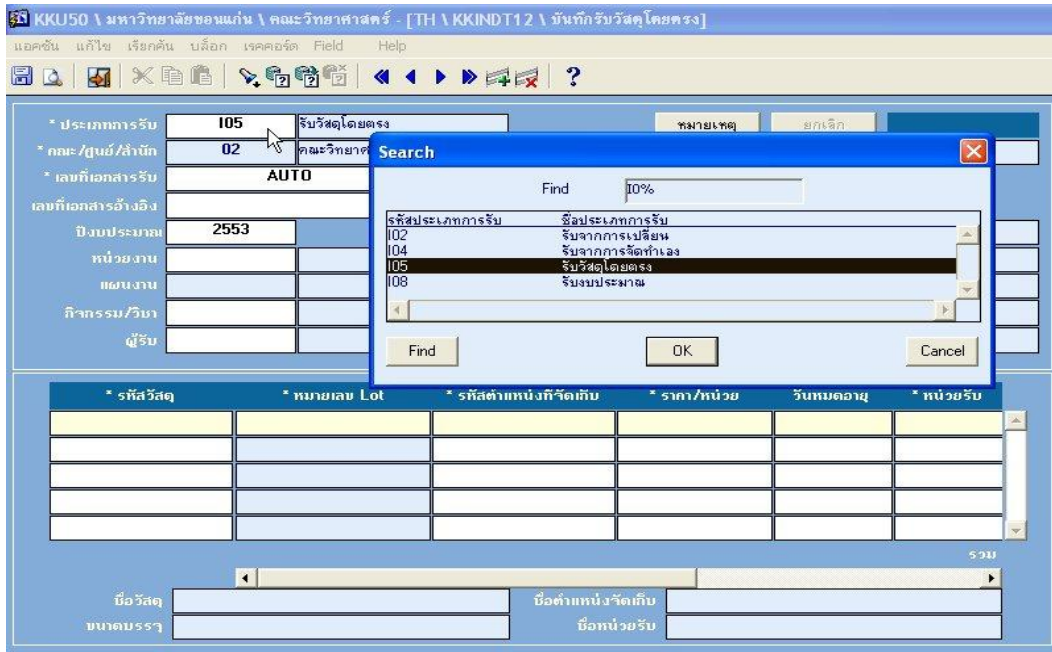 KKU50 \ มหาวิทยาลัยขอนแก่น \ คณะวิทยาศาสตร์ - [TH \ KKINDT12 \ บันทึกรับวัสดุโดยตรง]
แอคชัน แก้ไข เรียกค้น บล็อก เรคคอร์ด Field Help
* ประเภทการรับ I05 รับวัสดุโดยตรง หมายเหตุ ยกเลิก
* คณะ/ศูนย์/สำนัก 02 คณะวิทยาศ
* เลขที่เอกสารรับ AUTO
เลขที่เอกสารอ้างอิง
ปีงบประมาณ 2553
หน่วยงาน
แผนงาน
กิจกรรม/วิชา
ผู้รับ
Search
Find I0%
รหัสประเภทการรับ ชื่อประเภทการรับ
I02 รับจากการเปลี่ยน
I04 รับจากการจัดทำเอง
I05 รับวัสดุโดยตรง
I08 รับงบประมาณ
Find OK Cancel
* รหัสวัสดุ * หมายเลข Lot * รหัสตำแหน่งที่จัดเก็บ * ราคา/หน่วย วันหมดอายุ * หน่วยรับ
รวม
ชื่อวัสดุ ชื่อตำแหน่งจัดเก็บ
ขนาดบรรจุ ชื่อหน่วยรับ